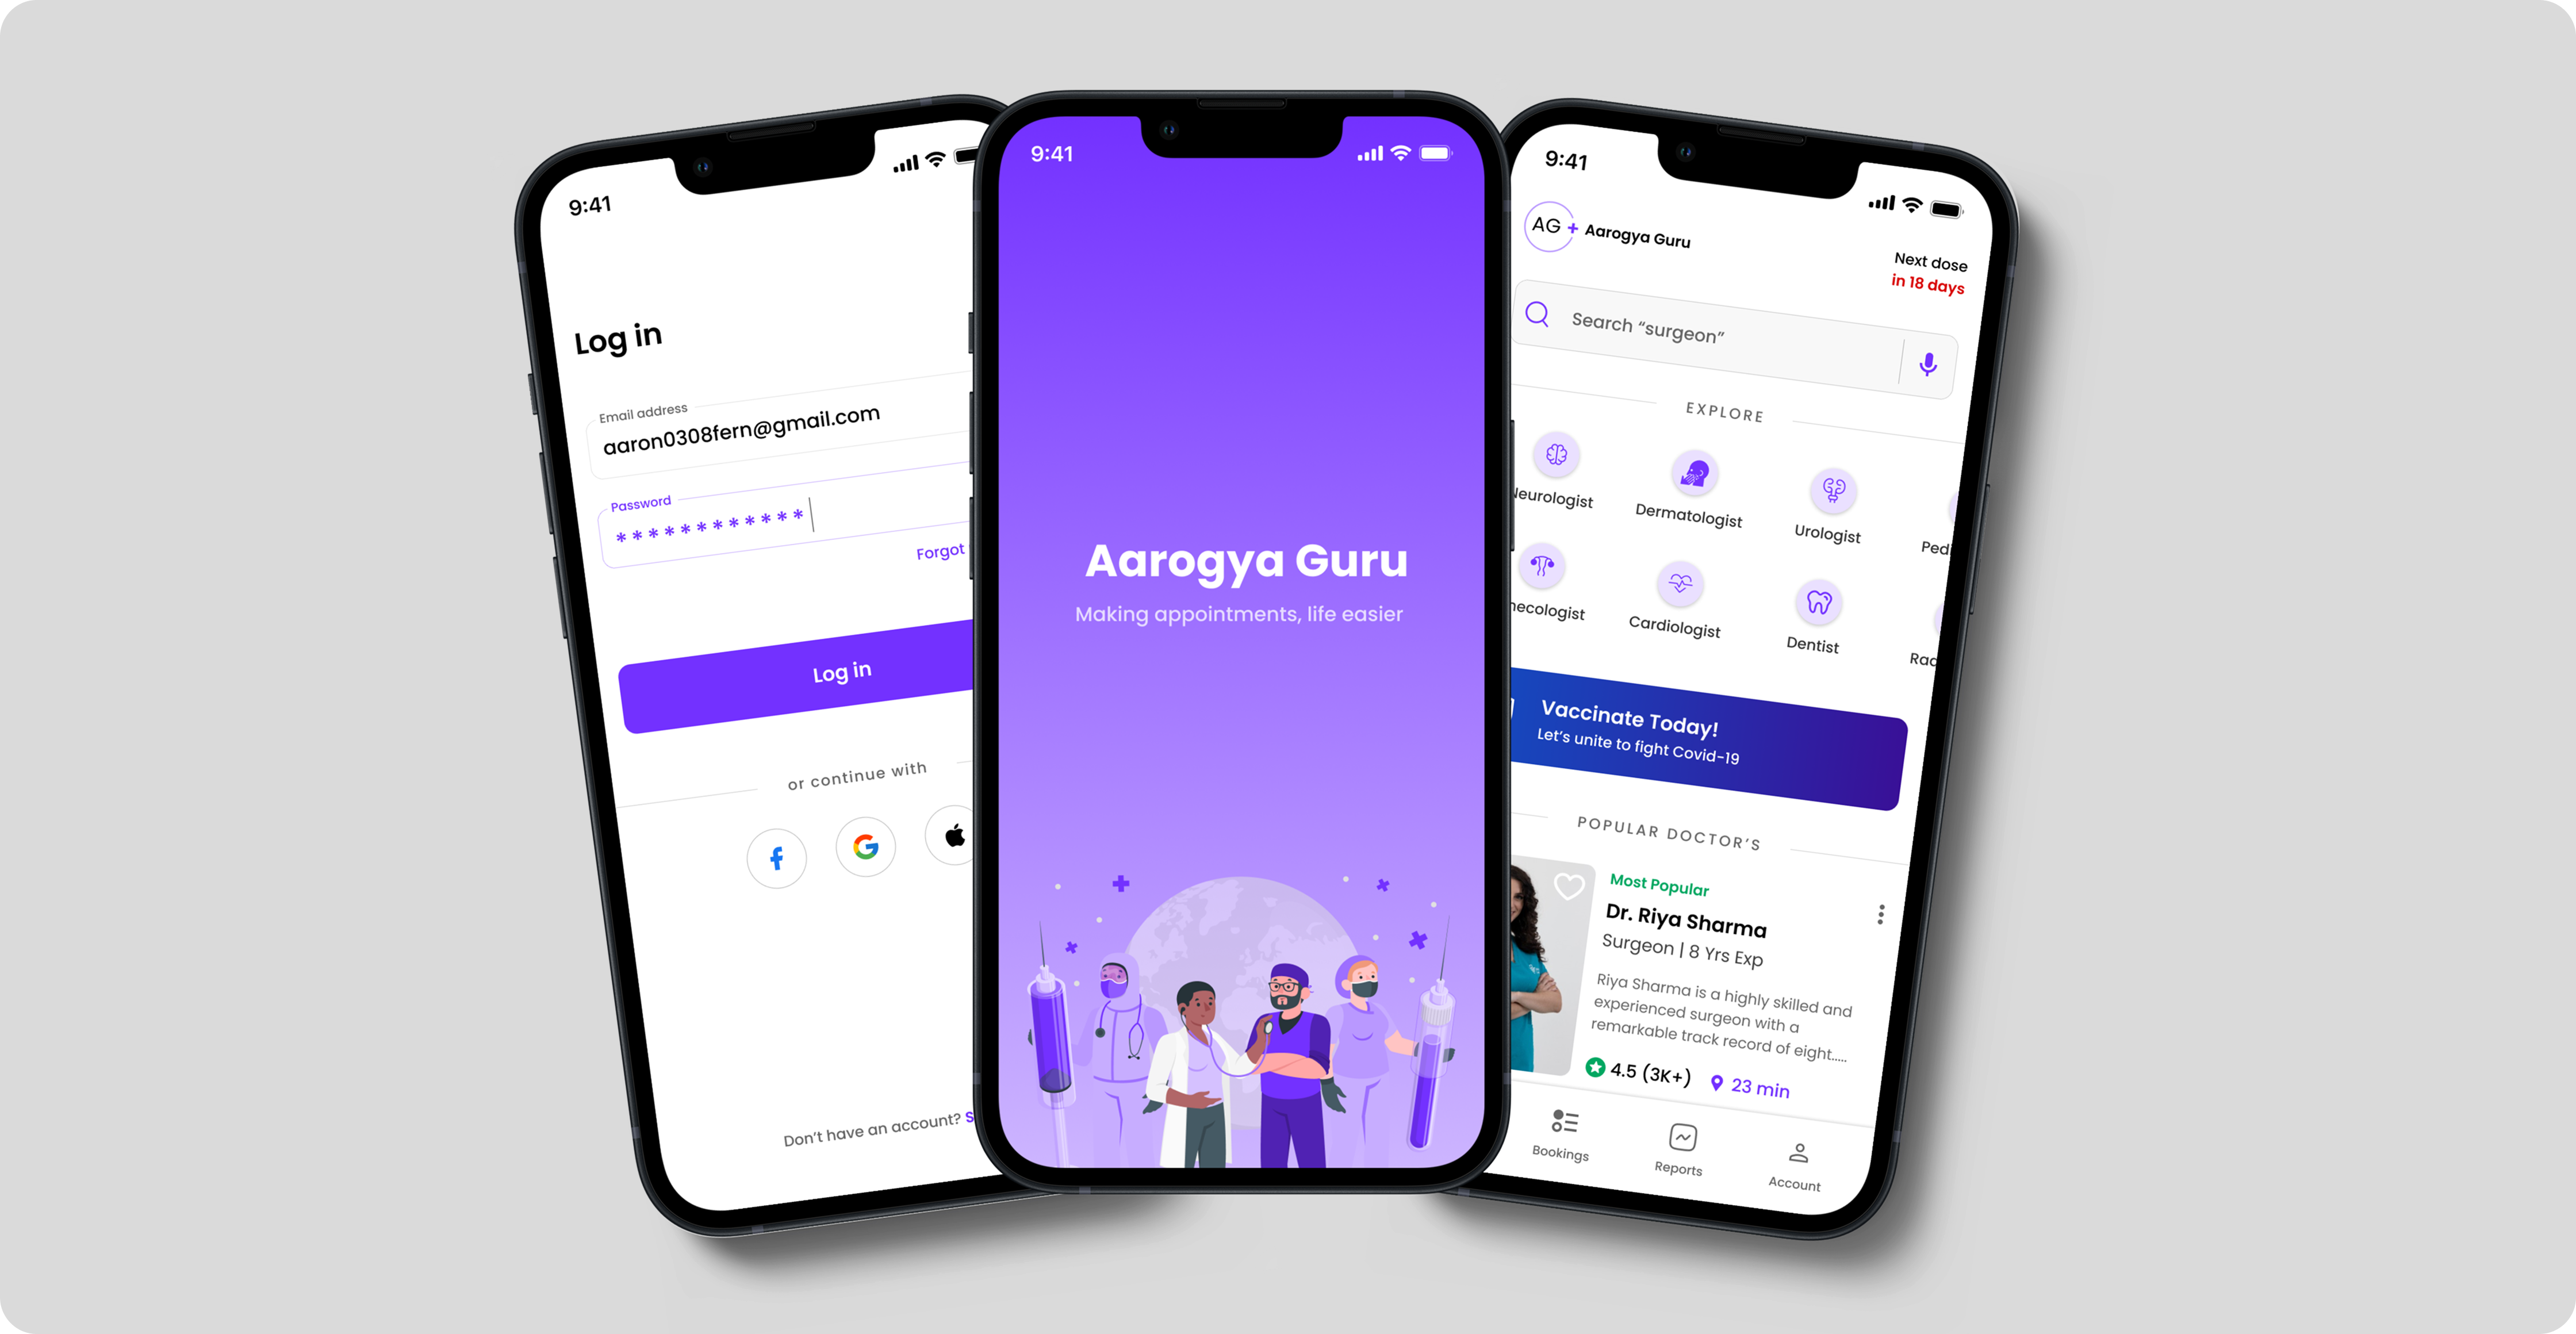 9:41
Log in
Email address
aaron0308fern@gmail.com
Password
************
Forgot
Log in
or continue with
Don't have an account?
9:41
Aarogya Guru
Making appointments, life easier
9:41
AG + Aarogya Guru
Next dose
in 18 days
Search “surgeon”
EXPLORE
Neurologist
Dermatologist
Urologist
Pedi
necologist
Cardiologist
Dentist
Rad
Vaccinate Today!
Let’s unite to fight Covid-19
POPULAR DOCTOR’S
Most Popular
Dr. Riya Sharma
Surgeon | 8 Yrs Exp
Riya Sharma is a highly skilled and
experienced surgeon with a
remarkable track record of eight.....
4.5 (3K+)
23 min
Bookings
Reports
Account